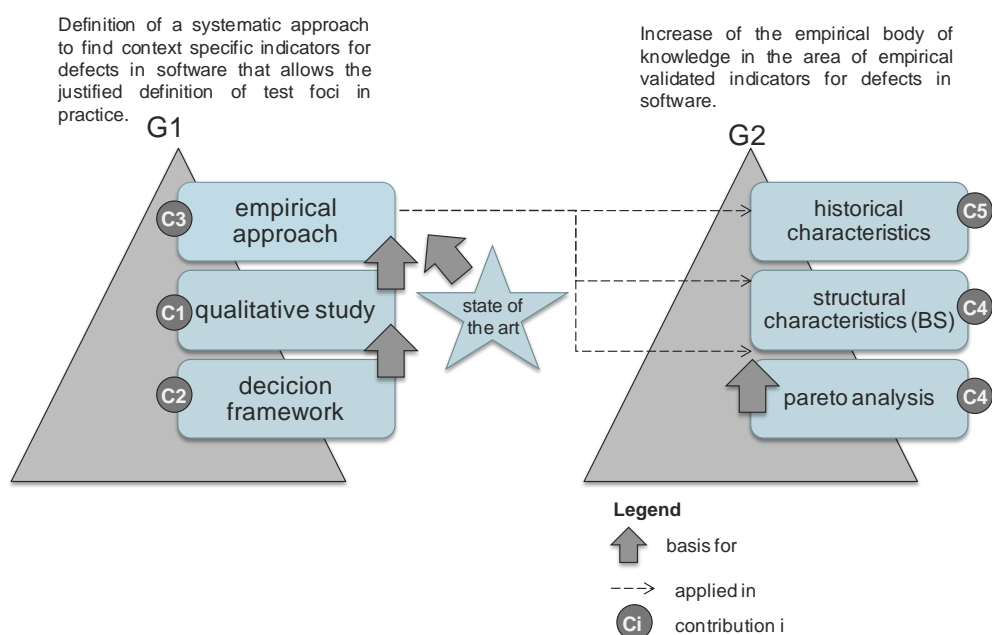 Definition of a systematic approach
to find context specific indicators for
defects in software that allows the
justified definition of test foci in
practice.
G1
C3
empirical
approach
C1
qualitative study
C2
decicion
framework
state of
the art
Increase of the empirical body of
knowledge in the area of empirical
validated indicators for defects in
software.
G2
historical
characteristics
C5
structural
characteristics (BS)
C4
pareto analysis
C4
Legend
basis for
applied in
Ci
contribution i